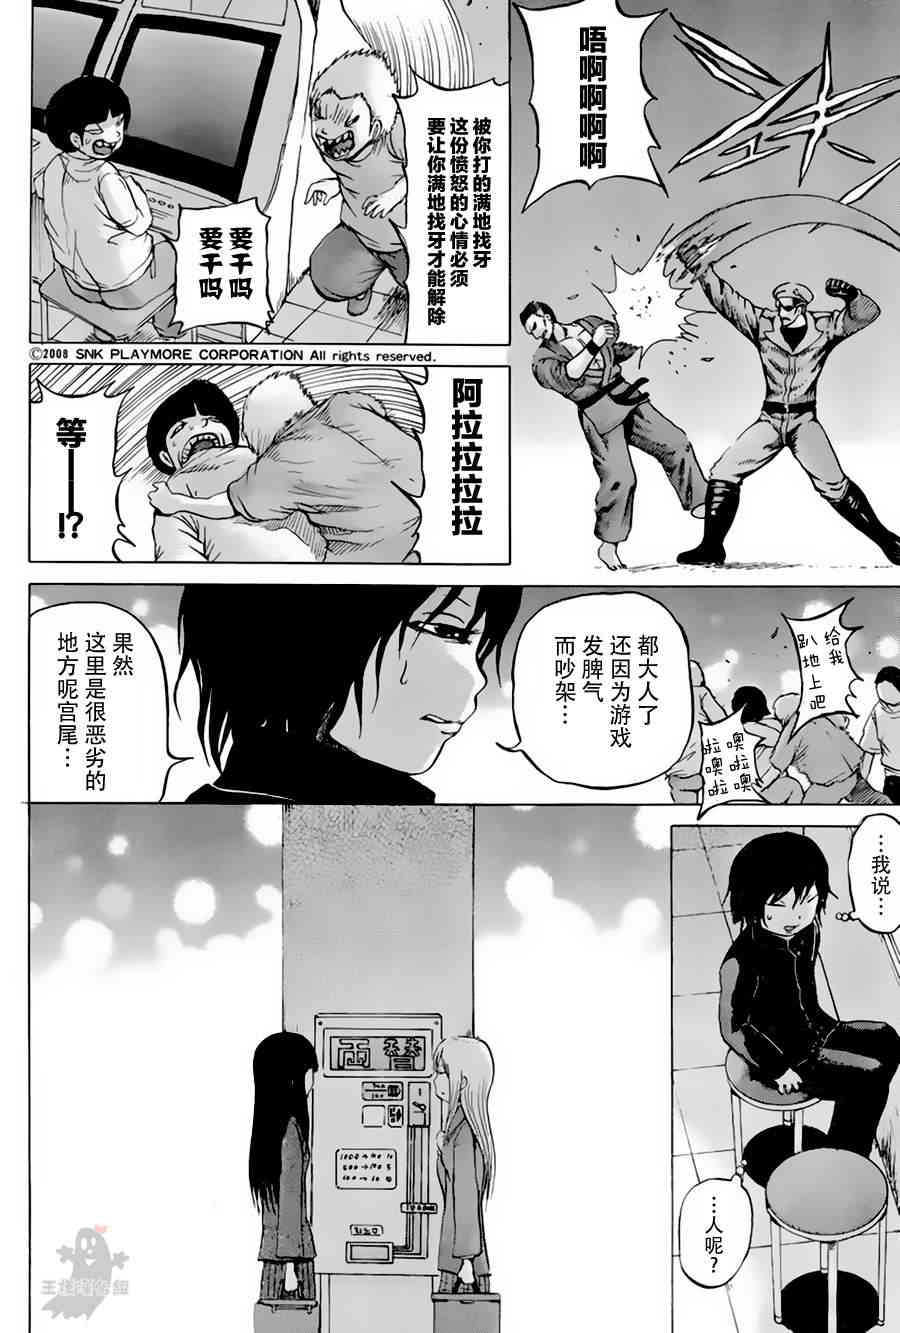 唔啊啊啊啊
被你打的满地找牙
这份愤怒的心情必须
要让你满地找牙才能解除
要干吗
要干吗
©2008 SNK PLAYMORE CORPORATION All rights reserved.
阿拉拉拉拉
等——!?
给我
趴地上吧
噢啦噢
啦噢啦
都大人了
还因为游戏
发脾气
而吵架…
果然
这里是很恶劣的
地方呢宫尾…
…我说…
…人呢?
両替